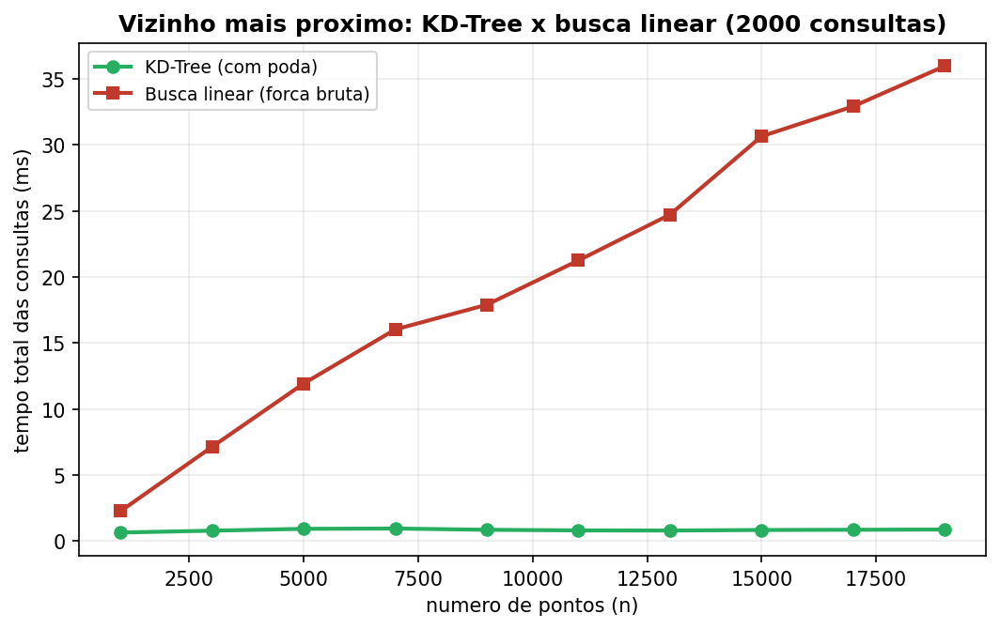 Vizinho mais proximo: KD-Tree x busca linear (2000 consultas)
KD-Tree (com poda)
Busca linear (forca bruta)
tempo total das consultas (ms)
35
30
25
20
15
10
5
0
2500 5000 7500 10000 12500 15000 17500
numero de pontos (n)